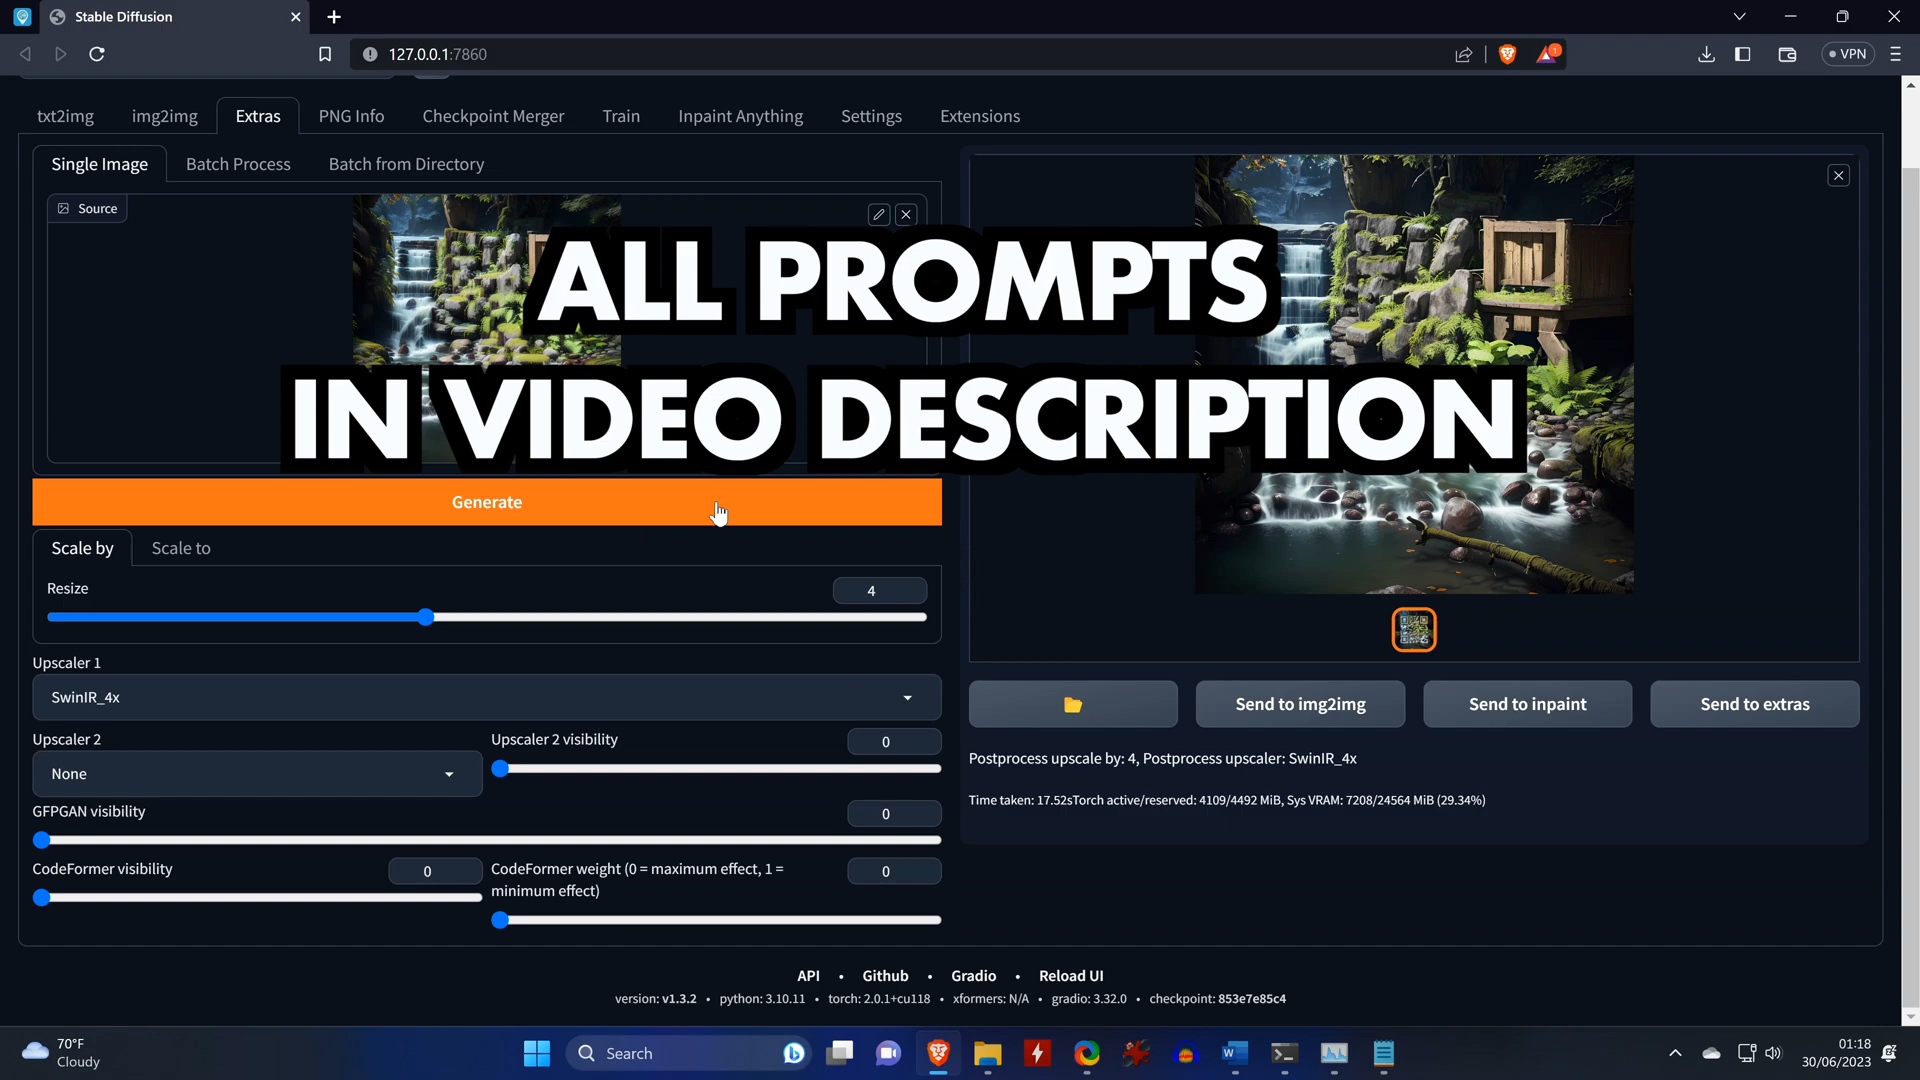 Stable Diffusion
127.0.0.1:7860
1
VPN
txt2img
img2img
Extras
PNG Info
Checkpoint Merger
Train
Inpaint Anything
Settings
Extensions
Single Image
Batch Process
Batch from Directory
Source
ALL PROMPTS
IN VIDEO DESCRIPTION
Generate
Scale by
Scale to
Resize
4
Upscaler 1
SwinIR_4x
Upscaler 2
None
Upscaler 2 visibility
0
GFPGAN visibility
0
CodeFormer visibility
0
CodeFormer weight (0 = maximum effect, 1 =
minimum effect)
0
Send to img2img
Send to inpaint
Send to extras
Postprocess upscale by: 4, Postprocess upscaler: SwinIR_4x
Time taken: 17.52sTorch active/reserved: 4109/4492 MiB, Sys VRAM: 7208/24564 MiB (29.34%)
API • Github • Gradio • Reload UI
version: v1.3.2 • python: 3.10.11 • torch: 2.0.1+cu118 • xformers: N/A • gradio: 3.32.0 • checkpoint: 853e7e85c4
70°F
Cloudy
Search
01:18
30/06/2023